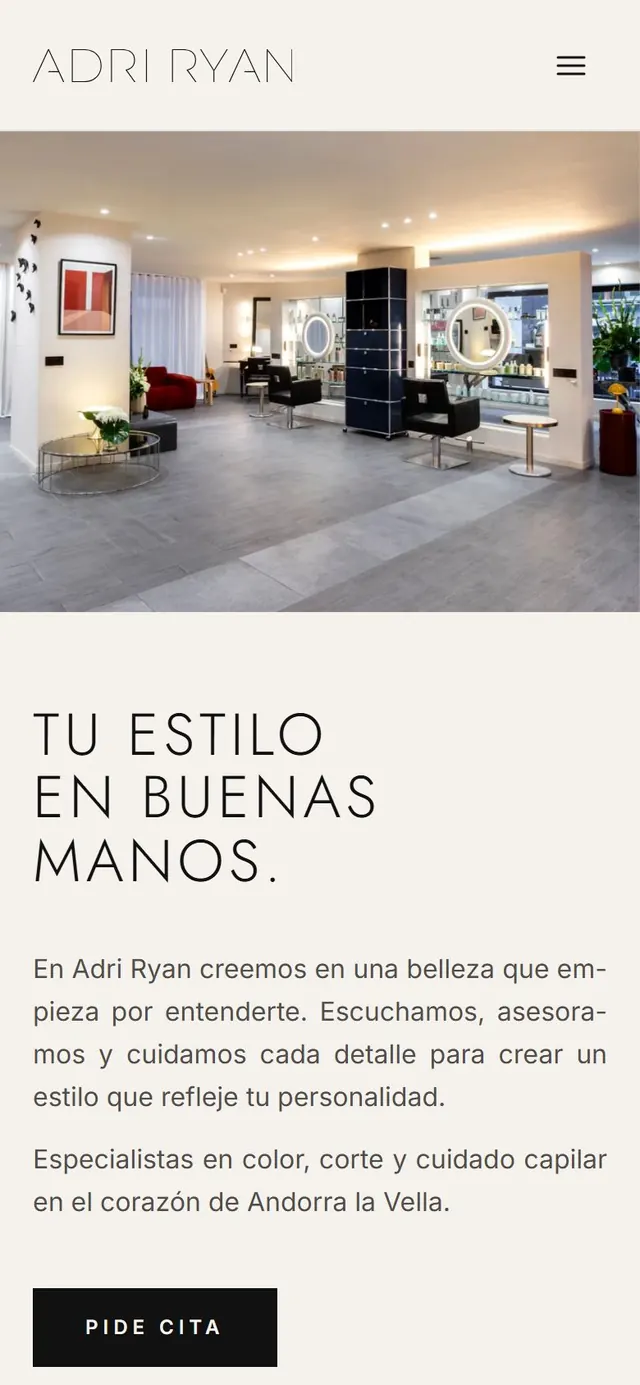 ADRI RYAN
TU ESTILO
EN BUENAS
MANOS.
En Adri Ryan creemos en una belleza que em-
pieza por entenderte. Escuchamos, asesora-
mos y cuidamos cada detalle para crear un
estilo que refleje tu personalidad.
Especialistas en color, corte y cuidado capilar
en el corazón de Andorra la Vella.
PIDE CITA